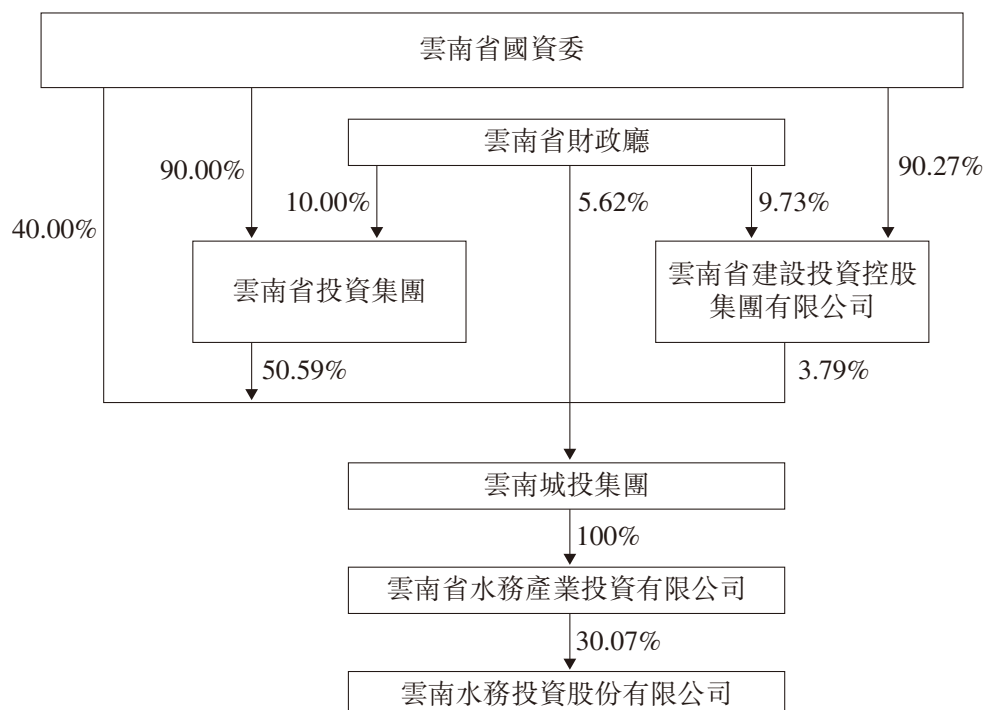 雲南省國資委
雲南省財政廳
90.00%
90.27%
10.00%
5.62%
9.73%
40.00%
雲南省投資集團
雲南省建設投資控股
集團有限公司
50.59%
3.79%
雲南城投集團
100%
雲南省水務產業投資有限公司
30.07%
雲南水務投資股份有限公司